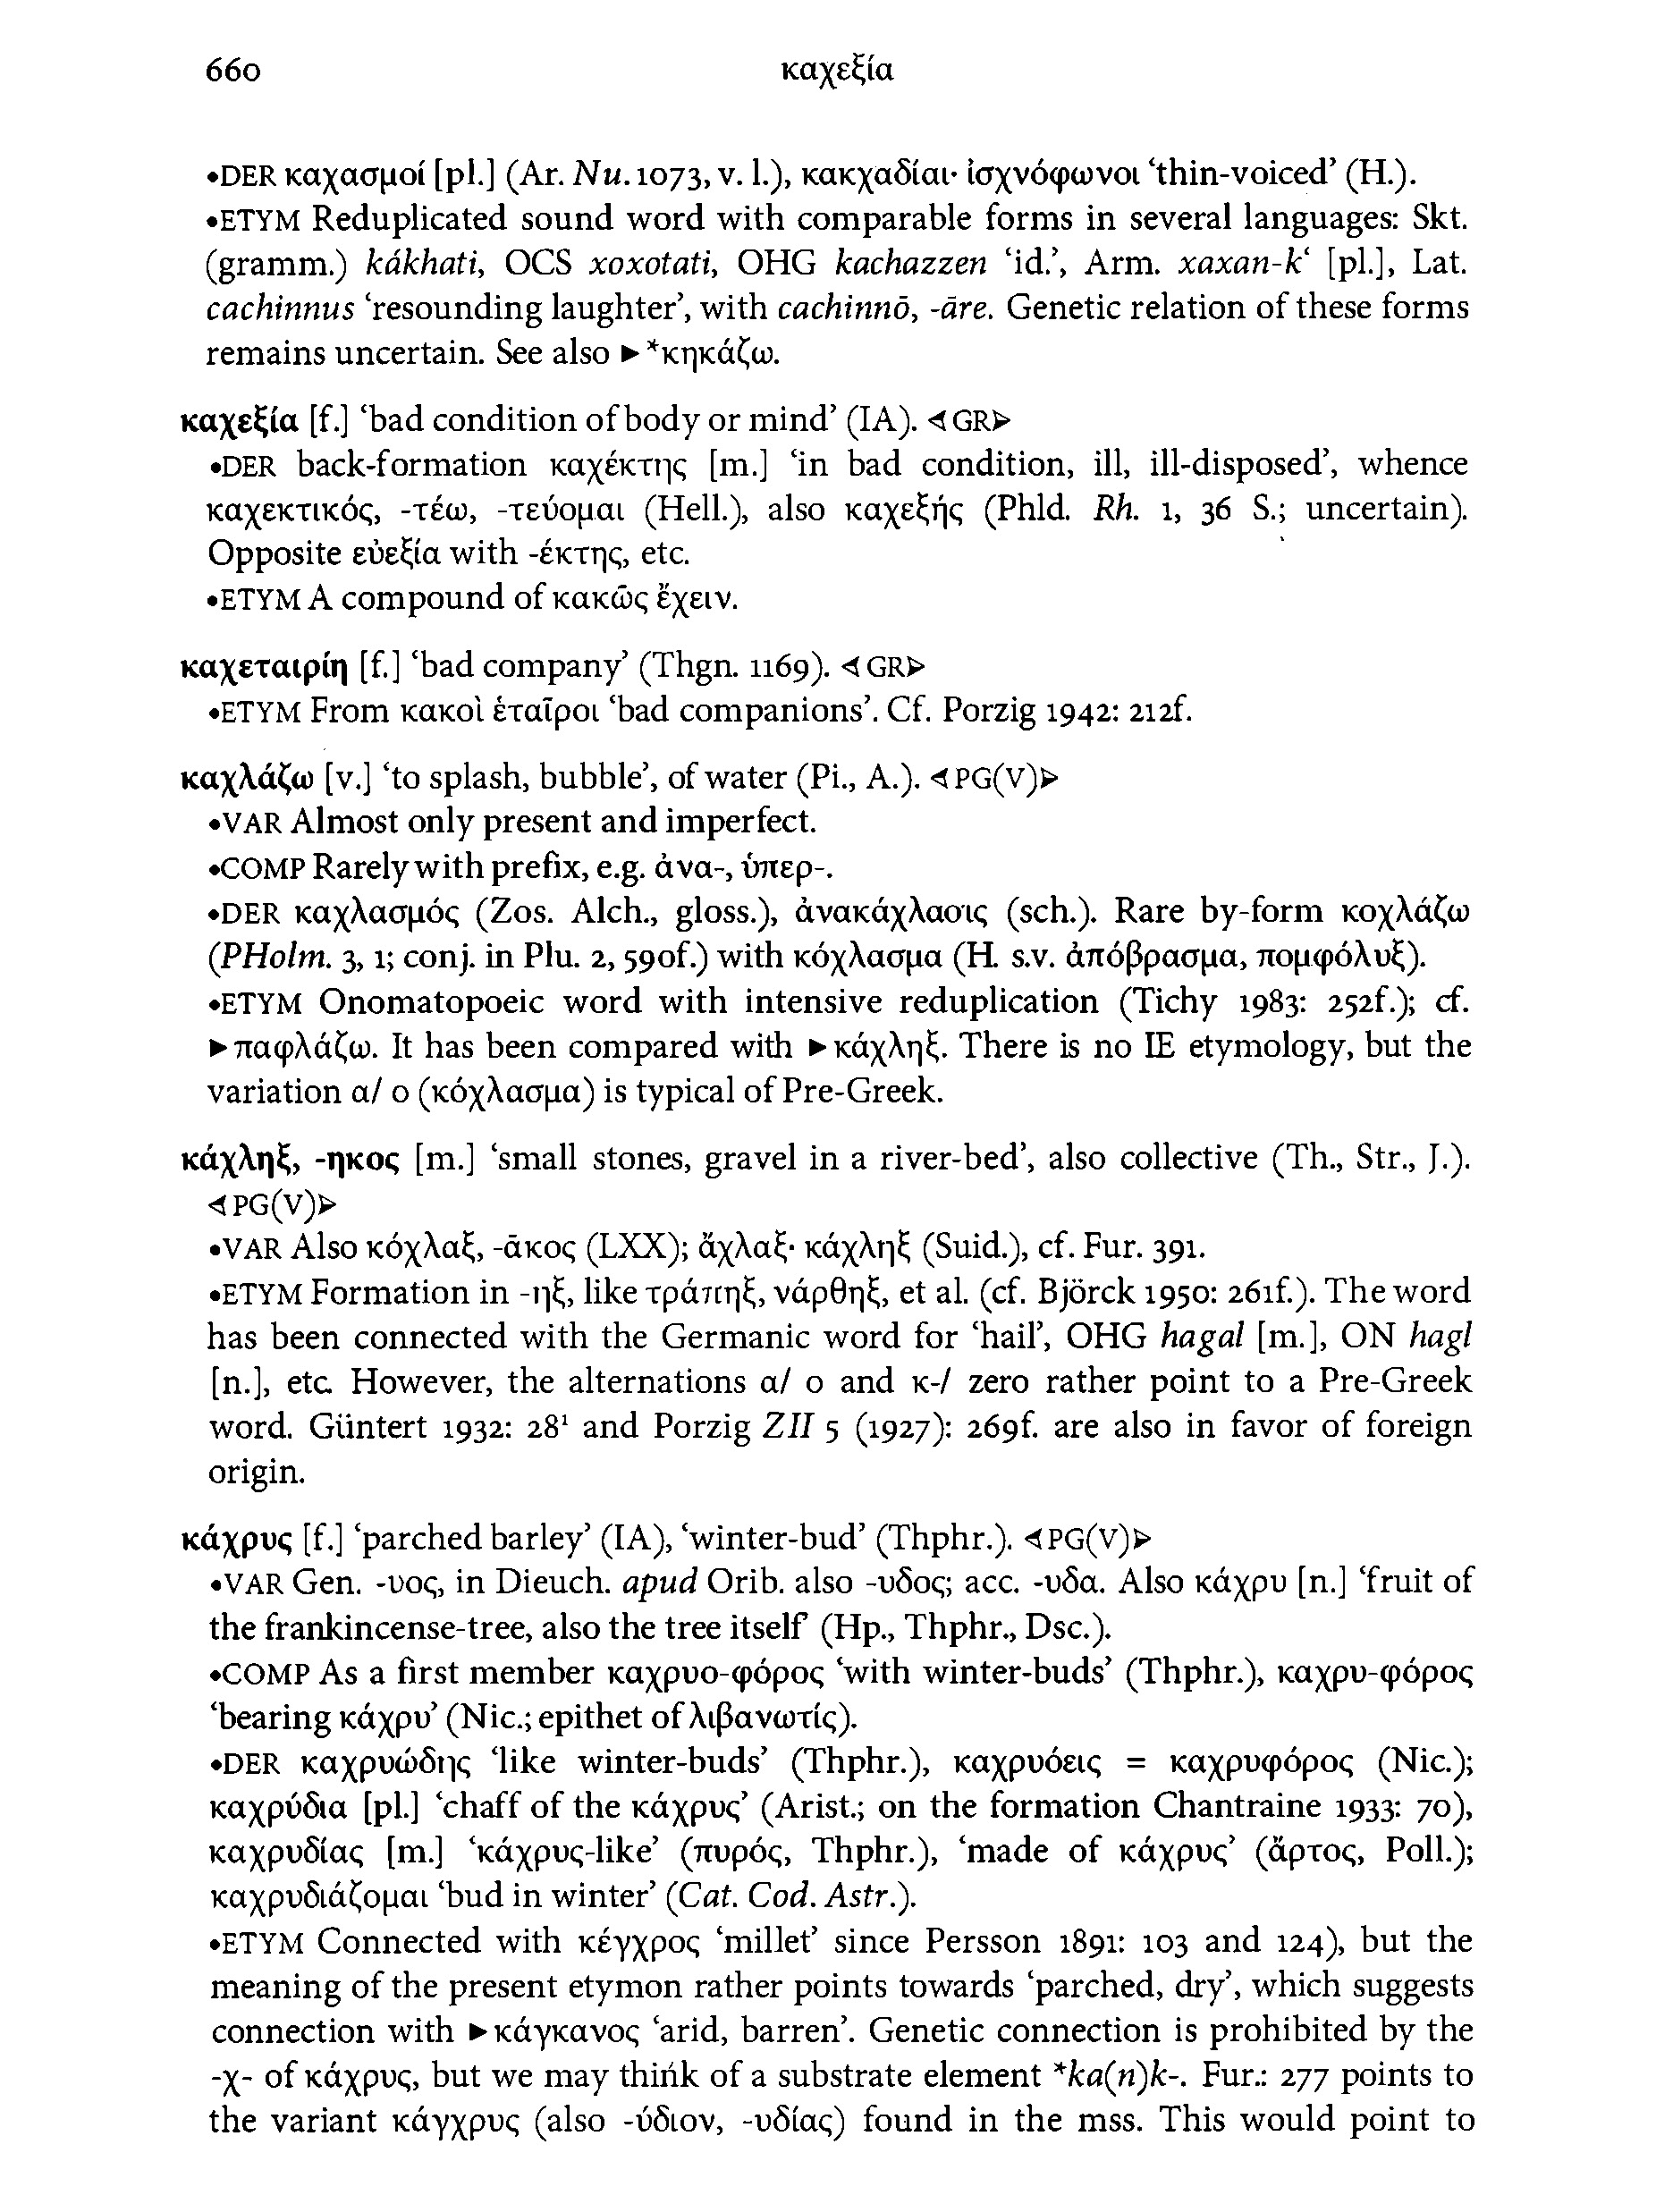 660 καχεξία
•DER καχασμοί [pl.] (Ar. Nu. 1073, v. l.), κακχαδίαι· ἰσχνόφωνοι ‘thin-voiced’ (H.).
•ETYM Reduplicated sound word with comparable forms in several languages: Skt.
(gramm.) kákhati, OCS xoxotati, OHG kachazzen ‘id.’, Arm. xaxan-kʻ [pl.], Lat.
cachinnus ‘resounding laughter’, with cachinnō, -āre. Genetic relation of these forms
remains uncertain. See also ►*κηκάζω.
καχεξία [f.] ‘bad condition of body or mind’ (IA). ⊲GR⊳
•DER back-formation καχέκτης [m.] ‘in bad condition, ill, ill-disposed’, whence
καχεκτικός, -τέω, -τεύομαι (Hell.), also καχεξής (Phld. Rh. 1, 36 S.; uncertain).
Opposite εὐεξία with -έκτης, etc.
•ETYM A compound of κακῶς ἔχειν.
καχεταιρίη [f.] ‘bad company’ (Thgn. 1169). ⊲GR⊳
•ETYM From κακοὶ ἑταῖροι ‘bad companions’. Cf. Porzig 1942: 212f.
καχλάζω [v.] ‘to splash, bubble’, of water (Pi., A.). ⊲PG(V)⊳
•VAR Almost only present and imperfect.
•COMP Rarely with prefix, e.g. ἀνα-, ὑπερ-.
•DER καχλασμός (Zos. Alch., gloss.), ἀνακάχλασις (sch.). Rare by-form κοχλάζω
(PHolm. 3, 1; conj. in Plu. 2, 590f.) with κόχλασμα (H. s.v. ἀπόβρασμα, πομφόλυξ).
•ETYM Onomatopoeic word with intensive reduplication (Tichy 1983: 252f.); cf.
►παφλάζω. It has been compared with ►κάχληξ. There is no IE etymology, but the
variation α/ ο (κόχλασμα) is typical of Pre-Greek.
κάχληξ, -ηκος [m.] ‘small stones, gravel in a river-bed’, also collective (Th., Str., J.).
⊲PG(V)⊳
•VAR Also κόχλαξ, -ᾱκος (LXX); ἄχλαξ· κάχληξ (Suid.), cf. Fur. 391.
•ETYM Formation in -ηξ, like τράπηξ, νάρθηξ, et al. (cf. Björck 1950: 261f.). The word
has been connected with the Germanic word for ‘hail’, OHG hagal [m.], ON hagl
[n.], etc. However, the alternations α/ ο and κ-/ zero rather point to a Pre-Greek
word. Güntert 1932: 28¹ and Porzig ZII 5 (1927): 269f. are also in favor of foreign
origin.
κάχρυς [f.] ‘parched barley’ (IA), ‘winter-bud’ (Thphr.). ⊲PG(V)⊳
•VAR Gen. -υος, in Dieuch. apud Orib. also -υδος; acc. -υδα. Also κάχρυ [n.] ‘fruit of
the frankincense-tree, also the tree itself’ (Hp., Thphr., Dsc.).
•COMP As a first member καχρυο-φόρος ‘with winter-buds’ (Thphr.), καχρυ-φόρος
‘bearing κάχρυ’ (Nic.; epithet of λιβανωτίς).
•DER καχρυώδης ‘like winter-buds’ (Thphr.), καχρυόεις = καχρυφόρος (Nic.);
καχρύδια [pl.] ‘chaff of the κάχρυς’ (Arist.; on the formation Chantraine 1933: 70),
καχρυδίας [m.] ‘κάχρυς-like’ (πυρός, Thphr.), ‘made of κάχρυς’ (ἄρτος, Poll.);
καχρυδιάζομαι ‘bud in winter’ (Cat. Cod. Astr.).
•ETYM Connected with κέγχρος ‘millet’ since Persson 1891: 103 and 124), but the
meaning of the present etymon rather points towards ‘parched, dry’, which suggests
connection with ►κάγκανος ‘arid, barren’. Genetic connection is prohibited by the
-χ- of κάχρυς, but we may think of a substrate element *ka(n)k-. Fur.: 277 points to
the variant κάγχρυς (also -ύδιον, -υδίας) found in the mss. This would point to